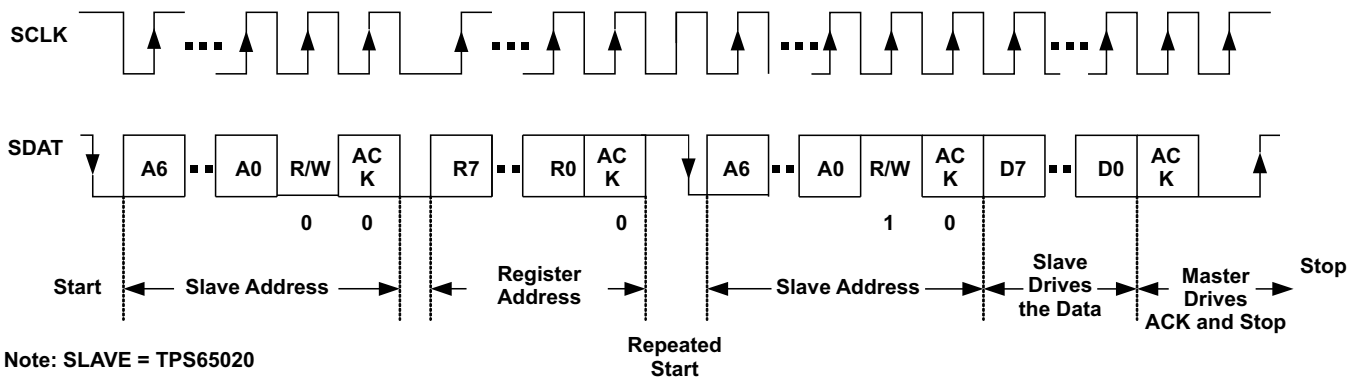 SCLK
SDAT
A6 A0 R/W AC
K R7 R0 AC
K A6 A0 R/W AC
K D7 D0 AC
K
0 0 0 1 0
Start Slave Address Register
Address Slave Address Slave
Drives
the Data Master
Drives
ACK and Stop Stop
Repeated
Start
Note: SLAVE = TPS65020